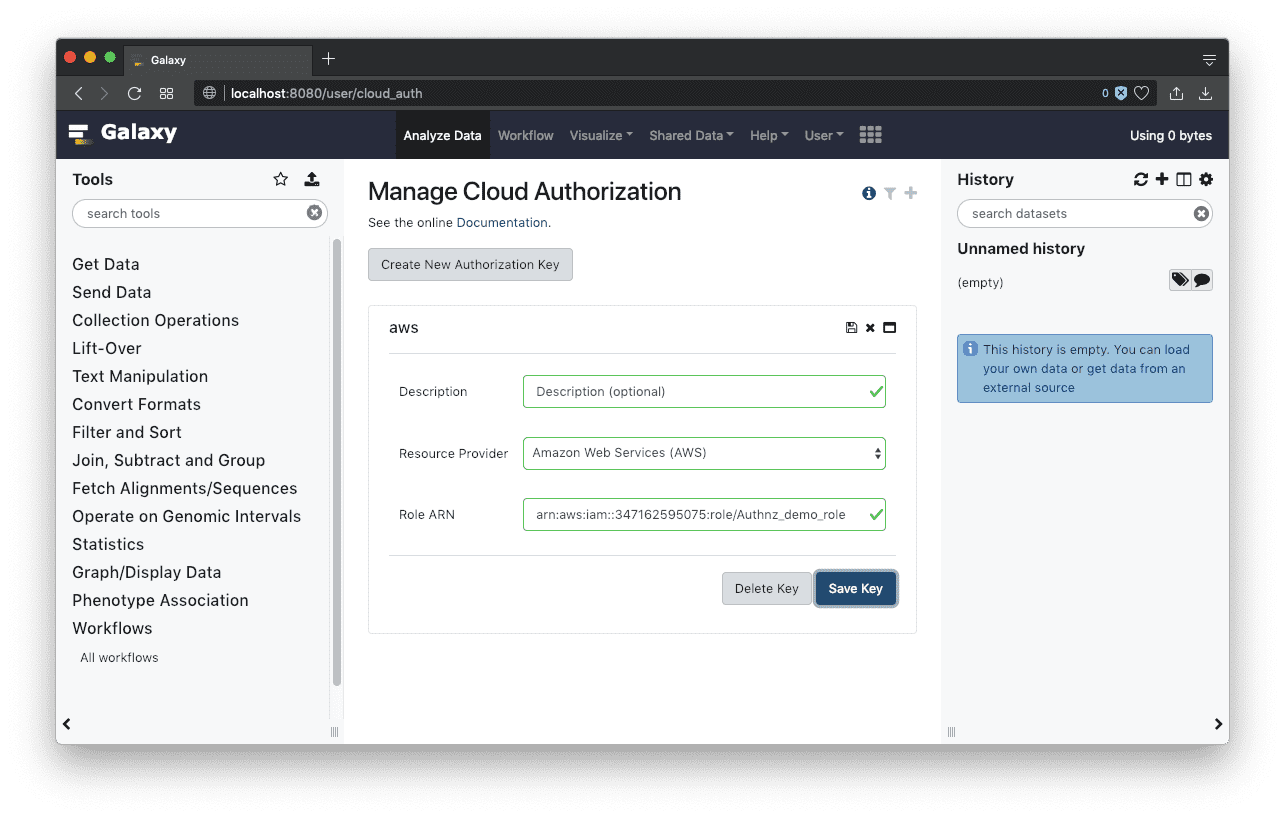 Galaxy
localhost:8080/user/cloud_auth
0
Galaxy
Analyze Data
Workflow
Visualize
Shared Data
Help
User
Using 0 bytes
Tools
search tools
Get Data
Send Data
Collection Operations
Lift-Over
Text Manipulation
Convert Formats
Filter and Sort
Join, Subtract and Group
Fetch Alignments/Sequences
Operate on Genomic Intervals
Statistics
Graph/Display Data
Phenotype Association
Workflows
All workflows
Manage Cloud Authorization
See the online Documentation.
Create New Authorization Key
aws
Description
Description (optional)
Resource Provider
Amazon Web Services (AWS)
Role ARN
arn:aws:iam::347162595075:role/Authnz_demo_role
Delete Key
Save Key
History
search datasets
Unnamed history
(empty)
This history is empty. You can load
your own data or get data from an
external source